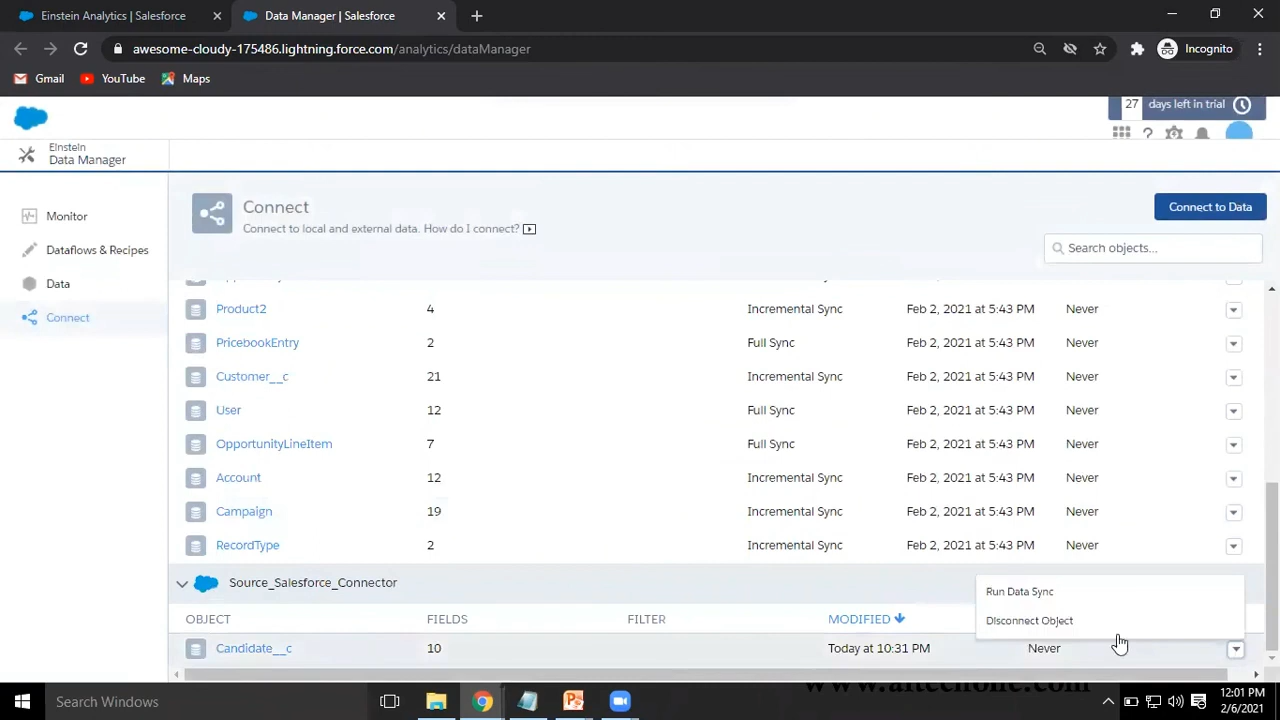 Einstein Analytics | Salesforce
Data Manager | Salesforce
awesome-cloudy-175486.lightning.force.com/analytics/dataManager
Incognito
Gmail
YouTube
Maps
27 days left in trial
Einstein
Data Manager
Monitor
Dataflows & Recipes
Data
Connect
Connect
Connect to local and external data. How do I connect?
Connect to Data
Search objects...
Product2 4 Incremental Sync Feb 2, 2021 at 5:43 PM Never
PricebookEntry 2 Full Sync Feb 2, 2021 at 5:43 PM Never
Customer__c 21 Incremental Sync Feb 2, 2021 at 5:43 PM Never
User 12 Full Sync Feb 2, 2021 at 5:43 PM Never
OpportunityLineItem 7 Full Sync Feb 2, 2021 at 5:43 PM Never
Account 12 Incremental Sync Feb 2, 2021 at 5:43 PM Never
Campaign 19 Incremental Sync Feb 2, 2021 at 5:43 PM Never
RecordType 2 Incremental Sync Feb 2, 2021 at 5:43 PM Never
Source_Salesforce_Connector
Run Data Sync
Disconnect Object
OBJECT FIELDS FILTER MODIFIED
Candidate__c 10 Today at 10:31 PM Never
Search Windows
12:01 PM
2/6/2021